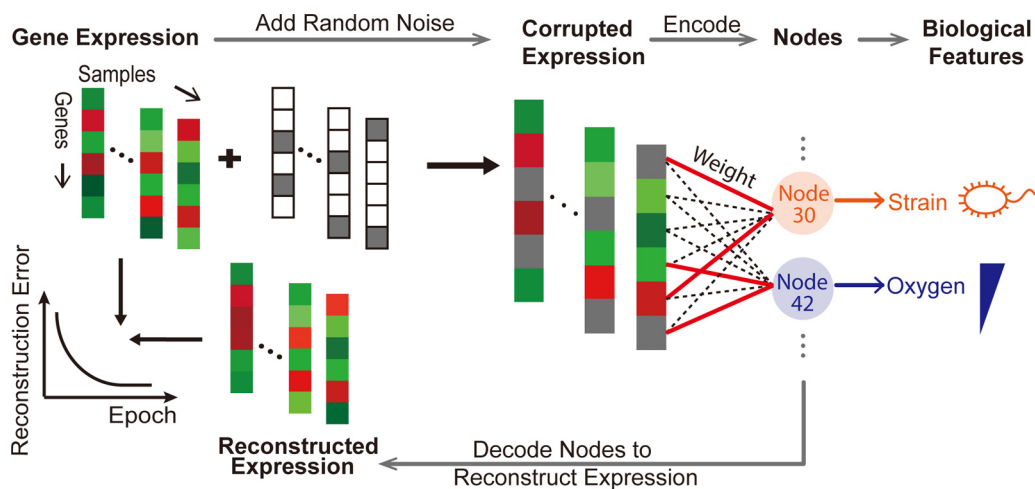 Gene Expression
Add Random Noise
Corrupted
Expression
Encode
Nodes
Biological
Features
Samples
Genes
Weight
Node
30
Strain
Node
42
Oxygen
Reconstruction Error
Epoch
Reconstructed
Expression
Decode Nodes to
Reconstruct Expression